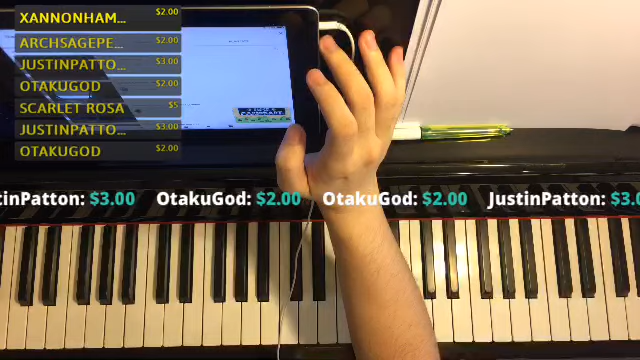 XANNONHAM... $2.00
ARCHSAGEPE... $2.00
JUSTINPATTO... $3.00
OTAKUGOD $2.00
SCARLET ROSA $5
JUSTINPATTO... $3.00
OTAKUGOD $2.00
tinPatton: $3.00 OtakuGod: $2.00 OtakuGod: $2.00 JustinPatton: $3.0